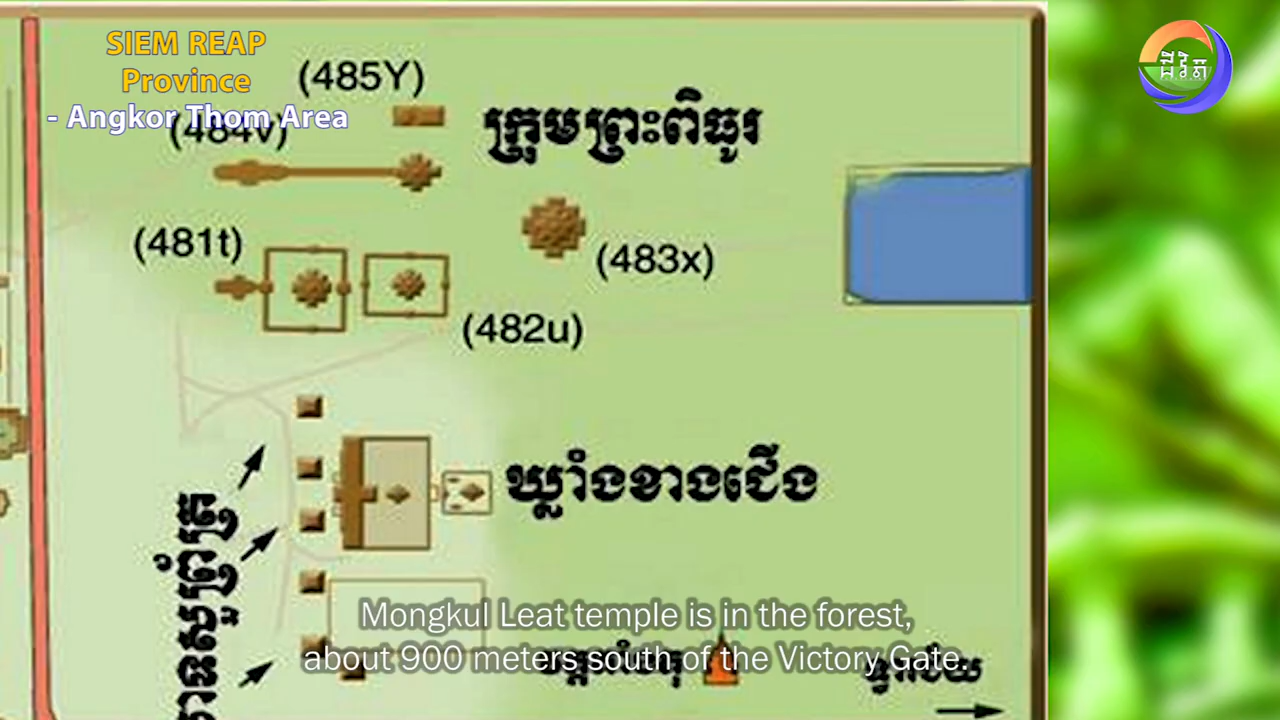 SIEM REAP
Province
- Angkor Thom Area
(485Y)
(484v)
ក្រុមព្រះពិធូរ
(481t)
(483x)
(482u)
ឃ្លាំងខាងជើង
Mongkul Leat temple is in the forest,
about 900 meters south of the Victory Gate.